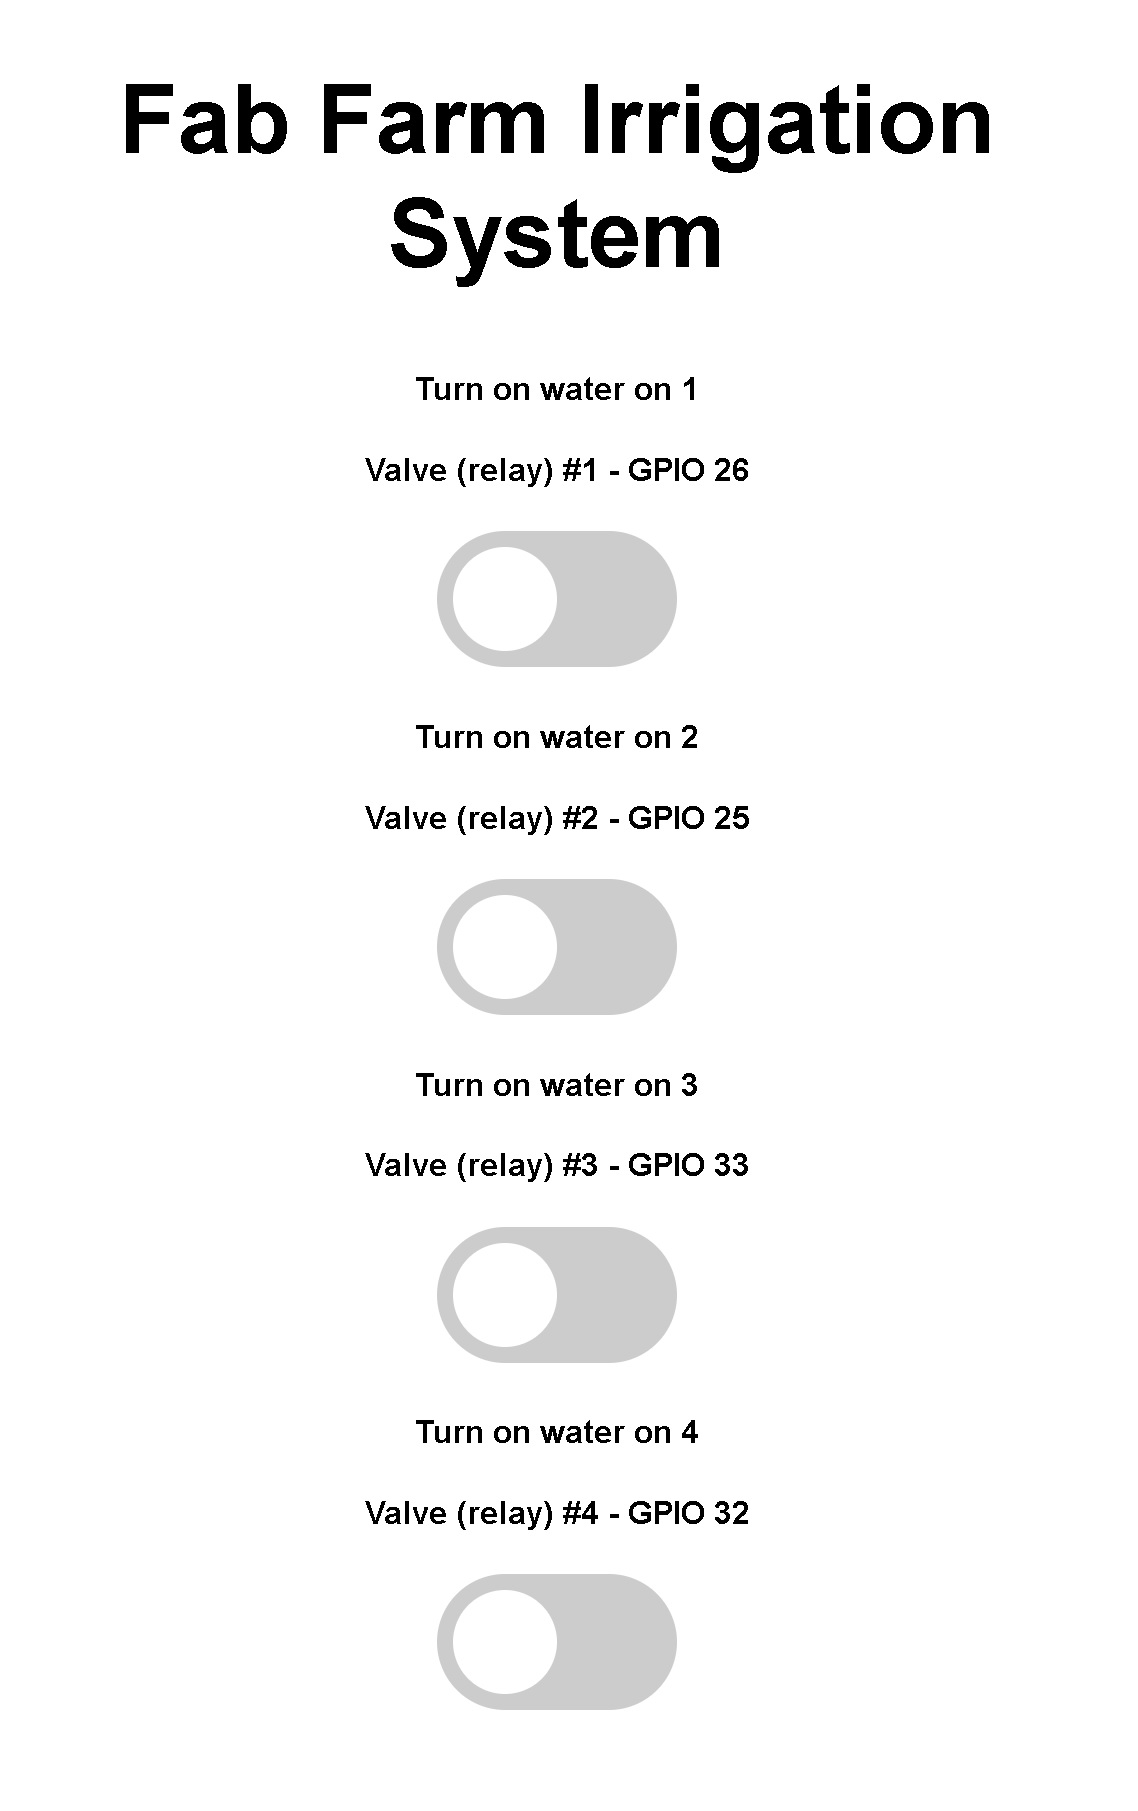 Fab Farm Irrigation
System
Turn on water on 1
Valve (relay) #1 - GPIO 26
Turn on water on 2
Valve (relay) #2 - GPIO 25
Turn on water on 3
Valve (relay) #3 - GPIO 33
Turn on water on 4
Valve (relay) #4 - GPIO 32